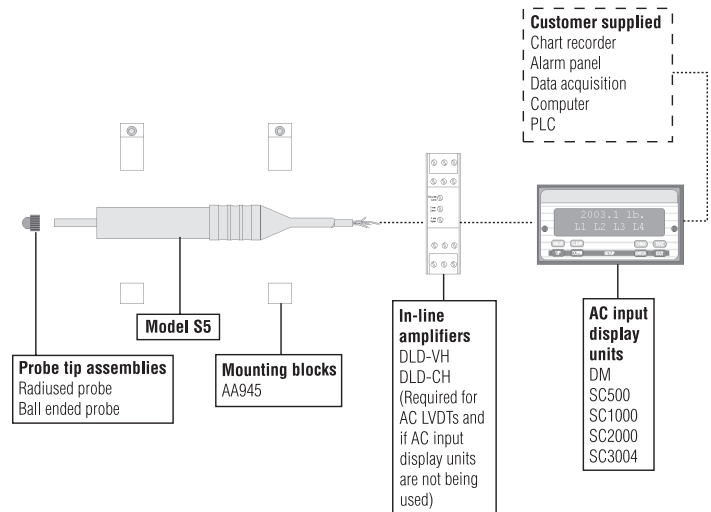 Customer supplied
Chart recorder
Alarm panel
Data acquisition
Computer
PLC
2003.1 lb.
L1 L2 L3 L4
Model S5
Probe tip assemblies
Radiused probe
Ball ended probe
Mounting blocks
AA945
In-line
amplifiers
DLD-VH
DLD-CH
(Required for
AC LVDTs and
if AC input
display units
are not being
used)
AC input
display
units
DM
SC500
SC1000
SC2000
SC3004